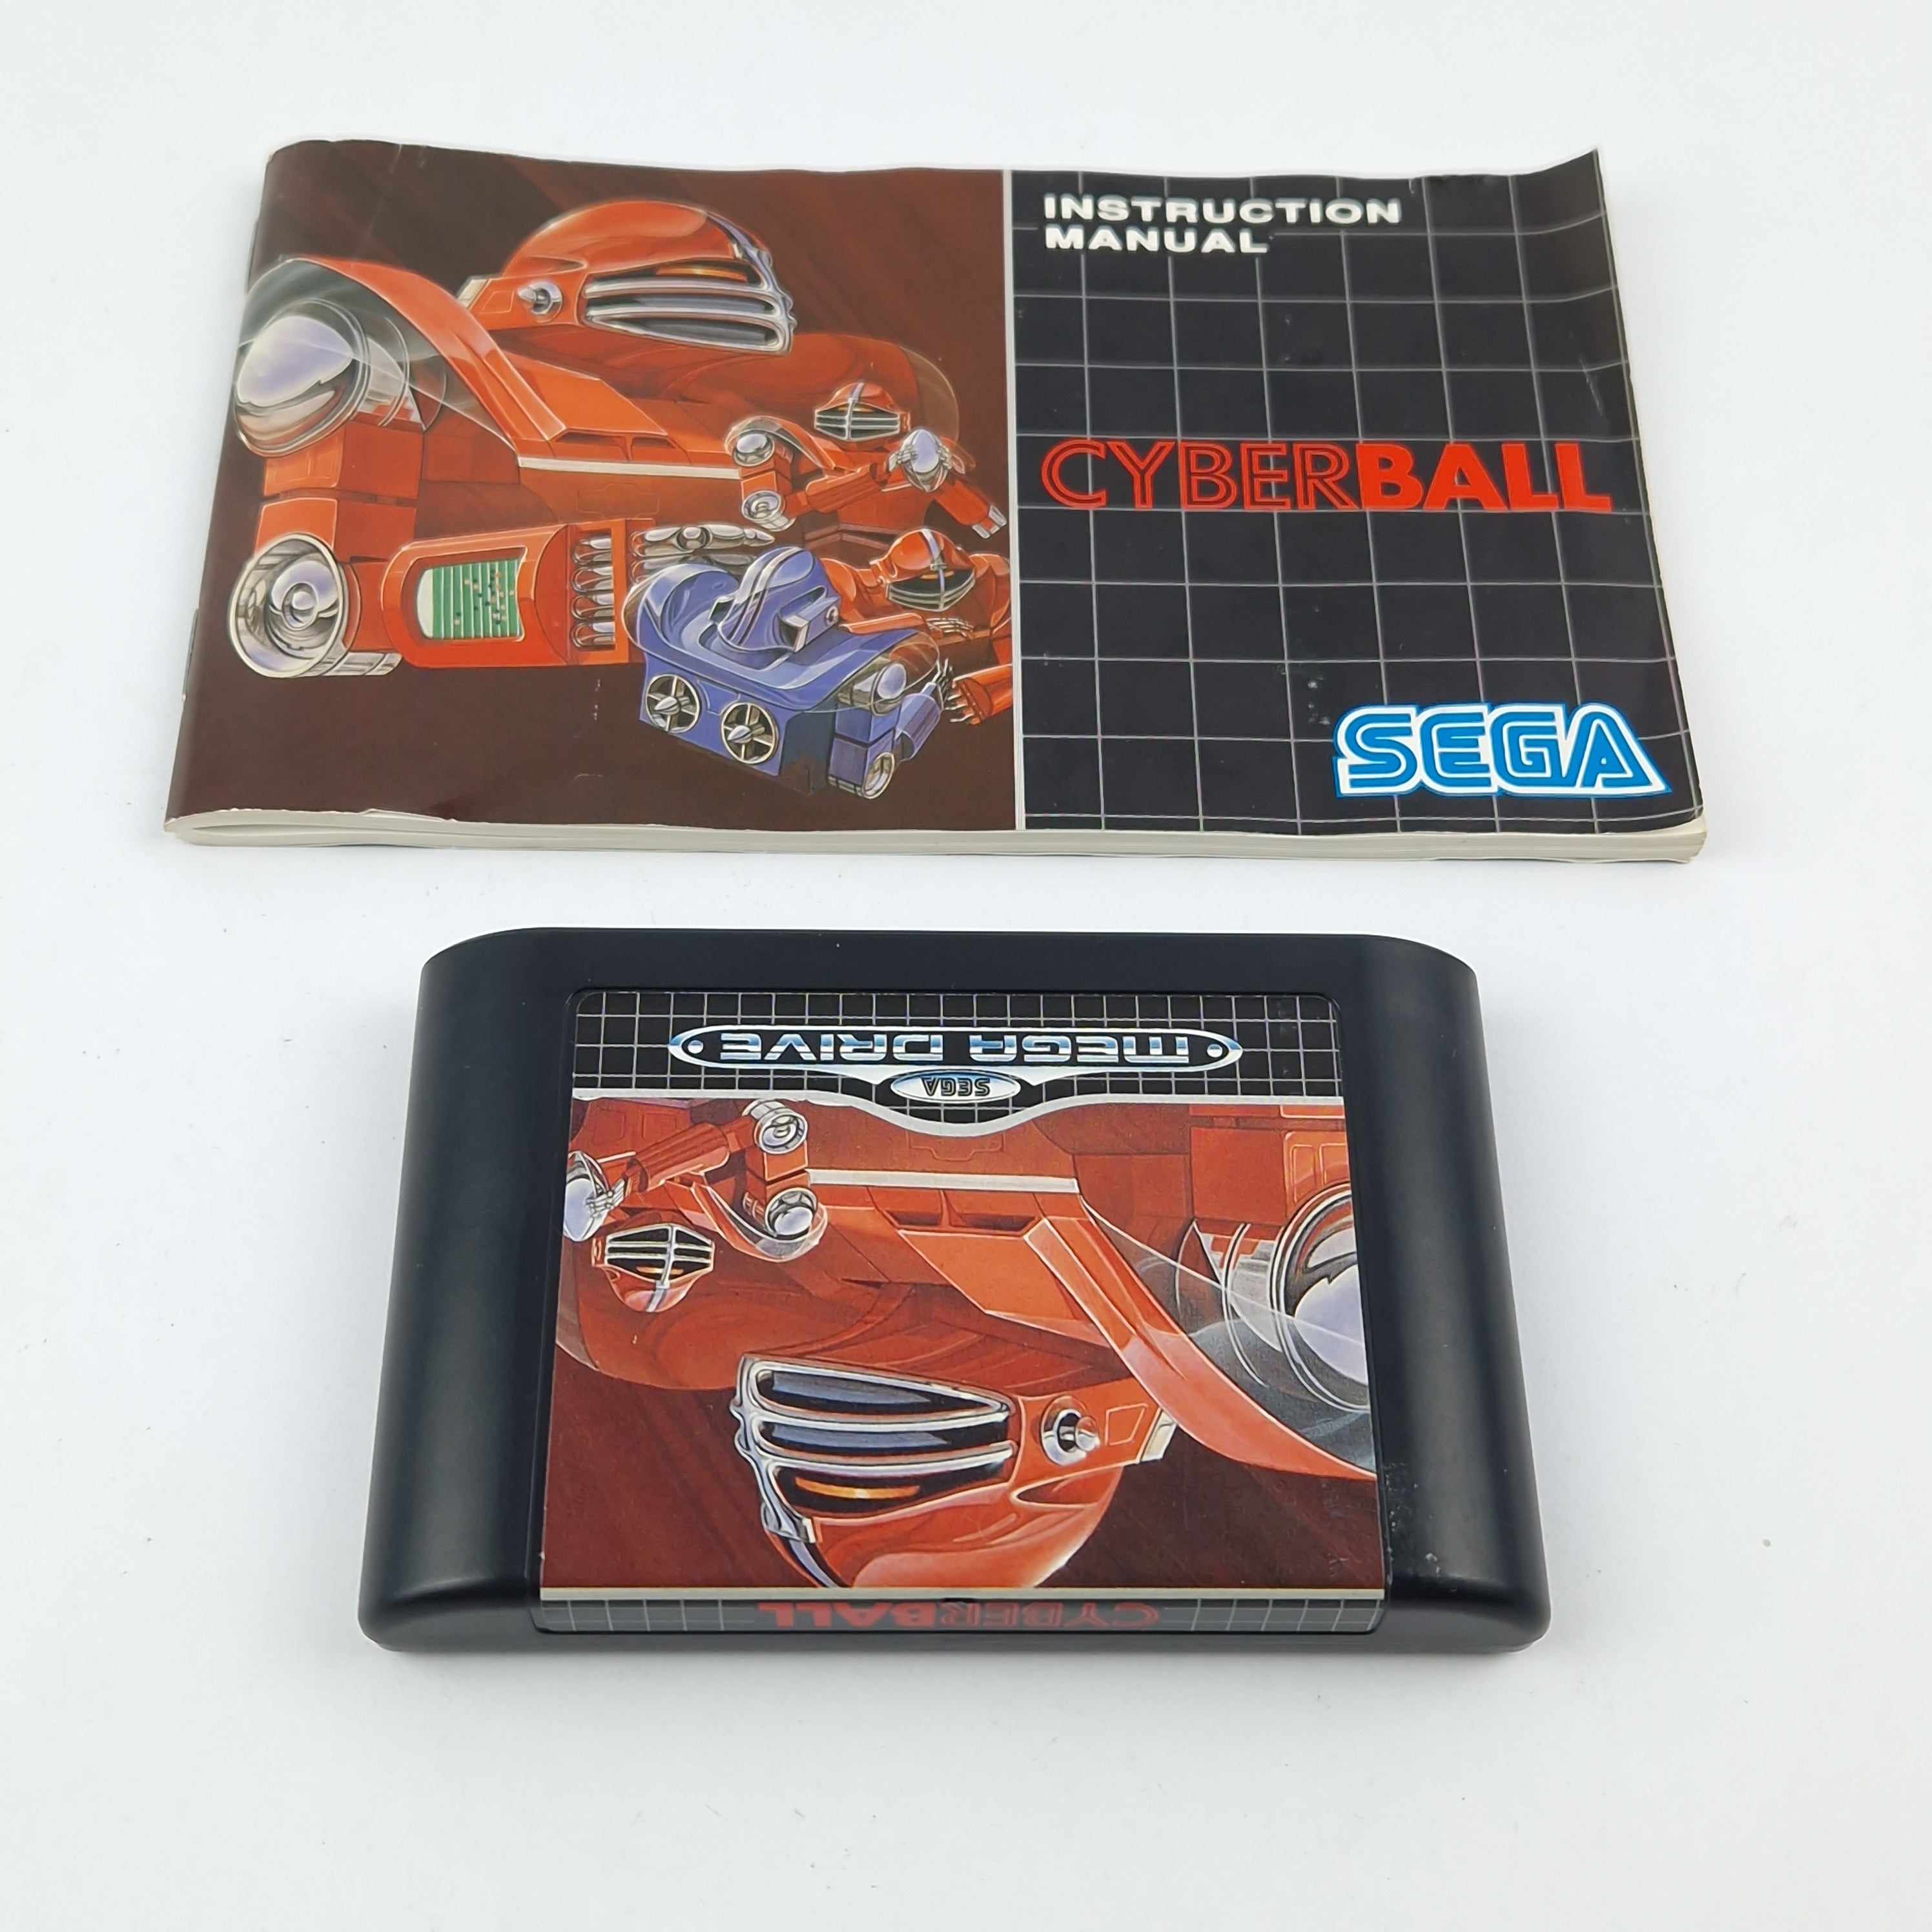 INSTRUCTION
MANUAL
CYBERBALL
SEGA
MEGA DRIVE
SEGA
CYBERBALL